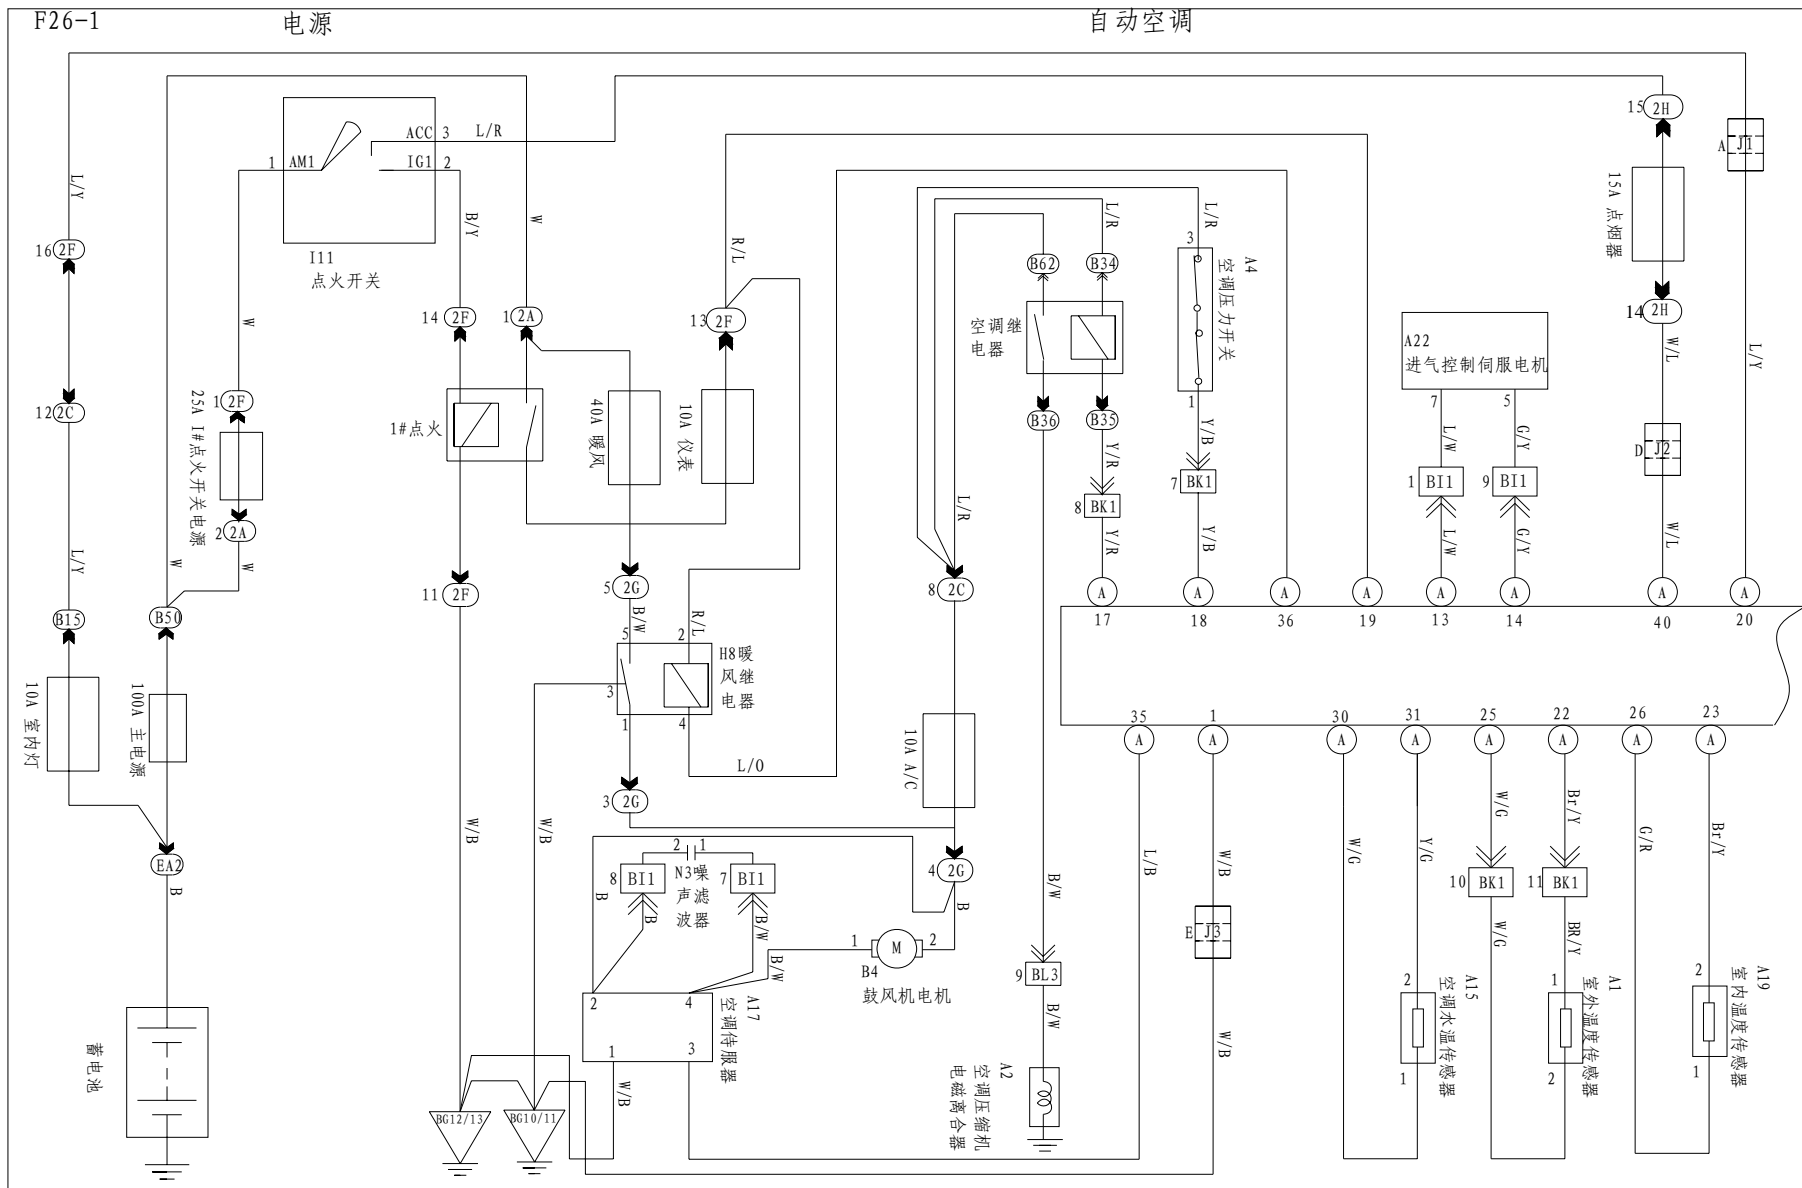 F26-1
电源
自动空调
ACC 3 L/R
1 AM1
IG1 2
I11
点火开关
L/Y
W
B/Y
W
16 2F
12 2C
L/Y
W
B15
B50
10A 室内灯
100A 主电源
EA2
B
蓄电池
W
1 2F
25A I#点火开关电源
2 2A
W
14 2F
1 2A
1#点火
40A 暖风
10A 仪表
13 2F
R/L
11 2F
5 2G
B/W
R/L
5
2
3
1
4
H8暖
风继
电器
L/O
3 2G
W/B
W/B
2
1
8 BI1
7 BI1
N3噪
声滤
波器
B
B
B/W
B/W
1
M
2
B4
鼓风机电机
4 2G
B
2
4
1
3
A17
空调侍服器
W/B
BG12/13
BG10/11
L/R
8 2C
10A A/C
B62
B34
L/R
空调继
电器
B36
B35
Y/R
8 BK1
Y/R
L/R
3
A4
空调压力开关
1
Y/B
7 BK1
Y/B
B/W
9 BL3
B/W
A2
空调压缩机
电磁离合器
A22
进气控制伺服电机
7
5
L/W
G/Y
1 BI1
9 BI1
L/W
G/Y
15 2H
A J1
15A 点烟器
14 2H
W/L
L/Y
D J2
W/L
A
A
A
A
A
A
A
A
17
18
36
19
13
14
40
20
35
1
30
31
25
22
26
23
A
A
A
A
A
A
A
A
L/B
W/B
E J3
W/B
W/G
Y/G
W/G
Br/Y
G/R
Br/Y
10 BK1
11 BK1
W/G
BR/Y
2
A15
空调水温传感器
1
1
A1
室外温度传感器
2
2
A19
室内温度传感器
1